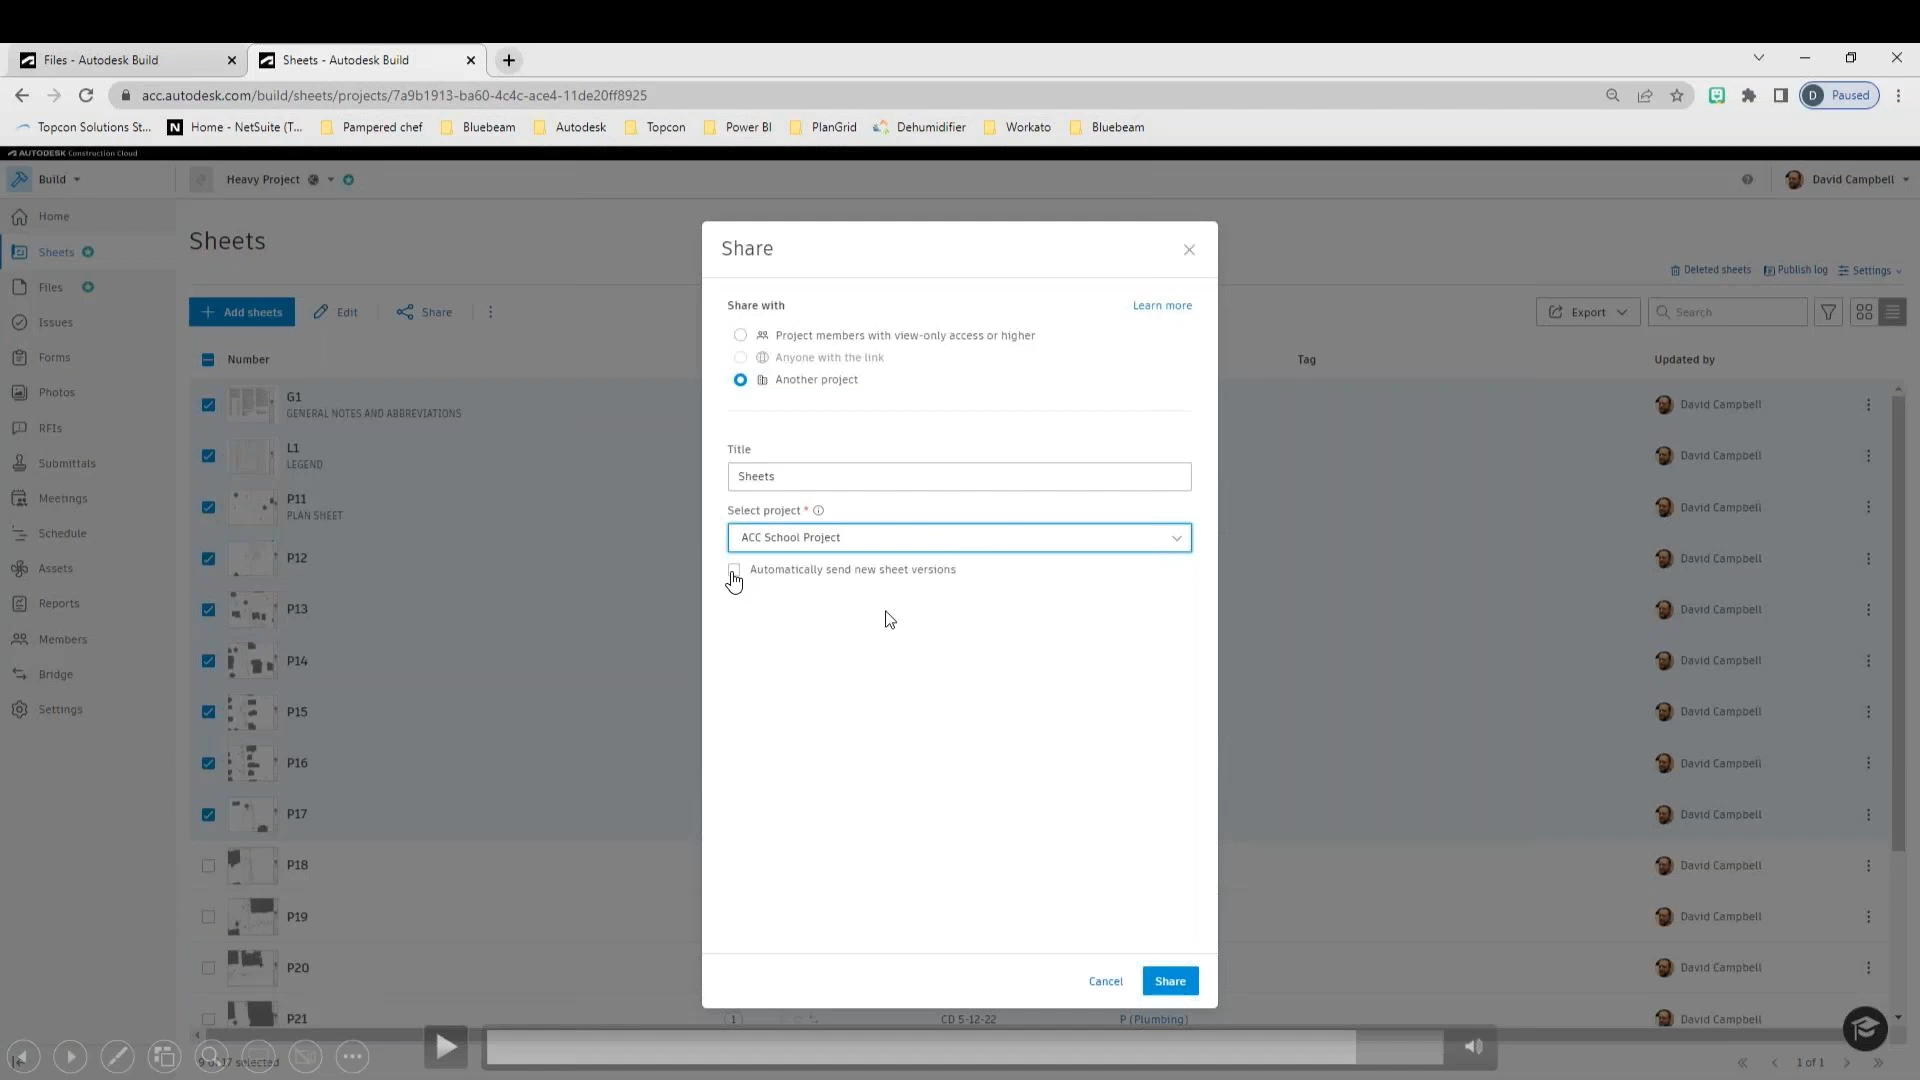 Files - Autodesk Build
Sheets - Autodesk Build
acc.autodesk.com/build/sheets/projects/7a9b1913-ba60-4c4c-ace4-11de20ff8925
D Paused
Topcon Solutions St...
Home - NetSuite (T...
Pampered chef
Bluebeam
Autodesk
Topcon
Power BI
PlanGrid
Dehumidifier
Workato
Bluebeam
AUTODESK Construction Cloud
Build
Heavy Project
David Campbell
Home
Sheets
Files
Issues
Forms
Photos
RFIs
Submittals
Meetings
Schedule
Assets
Reports
Members
Bridge
Settings
Sheets
Deleted sheets
Publish log
Settings
Add sheets
Edit
Share
Export
Search
Number
Tag
Updated by
G1
GENERAL NOTES AND ABBREVIATIONS
David Campbell
L1
LEGEND
David Campbell
P11
PLAN SHEET
David Campbell
P12
David Campbell
P13
David Campbell
P14
David Campbell
P15
David Campbell
P16
David Campbell
P17
David Campbell
P18
David Campbell
P19
David Campbell
P20
David Campbell
P21
1
CD 5-12-22
P (Plumbing)
David Campbell
Share
Share with
Learn more
Project members with view-only access or higher
Anyone with the link
Another project
Title
Sheets
Select project *
ACC School Project
Automatically send new sheet versions
Cancel
Share
17 selected
1 of 1